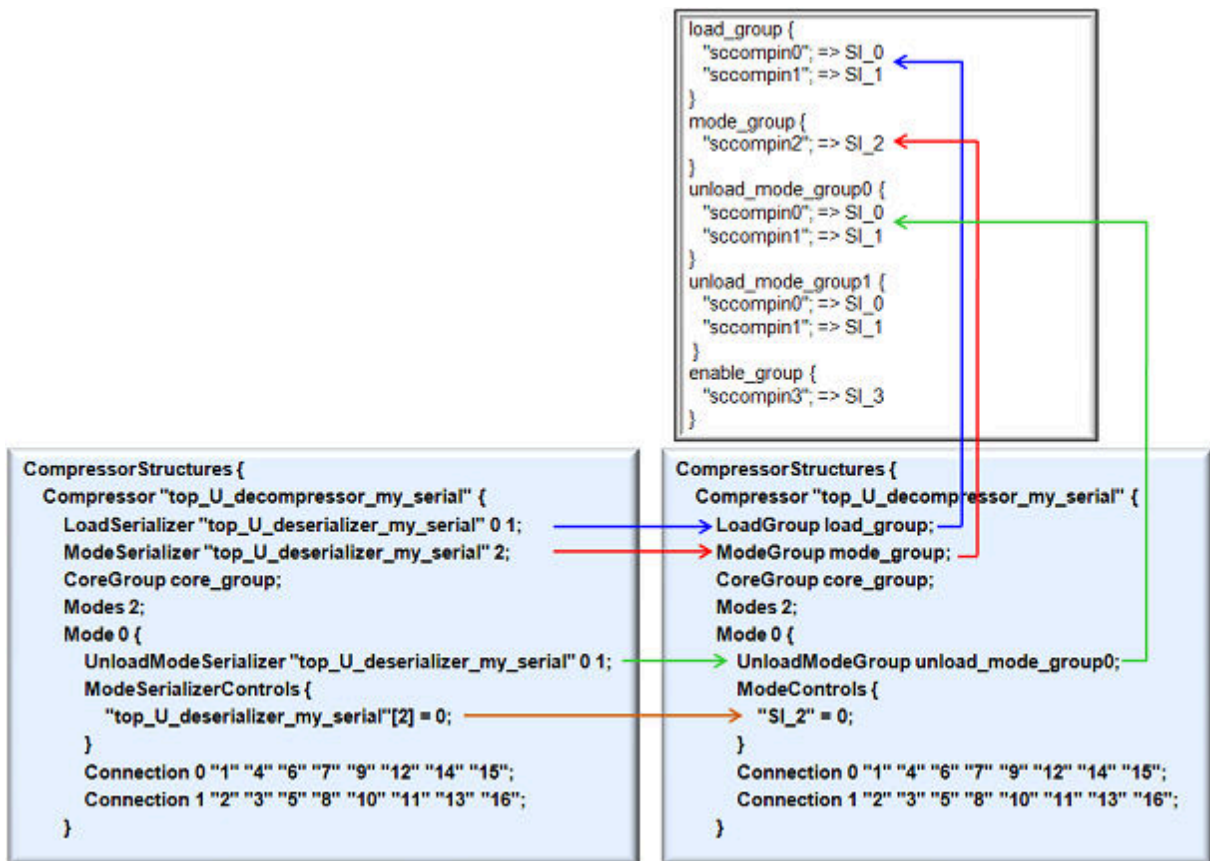 load_group {
"sccompin0"; => SI_0
"sccompin1"; => SI_1
}
mode_group {
"sccompin2"; => SI_2
}
unload_mode_group0 {
"sccompin0"; => SI_0
"sccompin1"; => SI_1
}
unload_mode_group1 {
"sccompin0"; => SI_0
"sccompin1"; => SI_1
}
enable_group {
"sccompin3"; => SI_3
}
CompressorStructures {
Compressor "top_U_decompressor_my_serial" {
LoadSerializer "top_U_deserializer_my_serial" 0 1;
ModeSerializer "top_U_deserializer_my_serial" 2;
CoreGroup core_group;
Modes 2;
Mode 0 {
UnloadModeSerializer "top_U_deserializer_my_serial" 0 1;
ModeSerializerControls {
"top_U_deserializer_my_serial"[2] = 0;
}
Connection 0 "1" "4" "6" "7" "9" "12" "14" "15";
Connection 1 "2" "3" "5" "8" "10" "11" "13" "16";
}
CompressorStructures {
Compressor "top_U_decompressor_my_serial" {
LoadGroup load_group;
ModeGroup mode_group;
CoreGroup core_group;
Modes 2;
Mode 0 {
UnloadModeGroup unload_mode_group0;
ModeControls {
"SI_2" = 0;
}
Connection 0 "1" "4" "6" "7" "9" "12" "14" "15";
Connection 1 "2" "3" "5" "8" "10" "11" "13" "16";
}